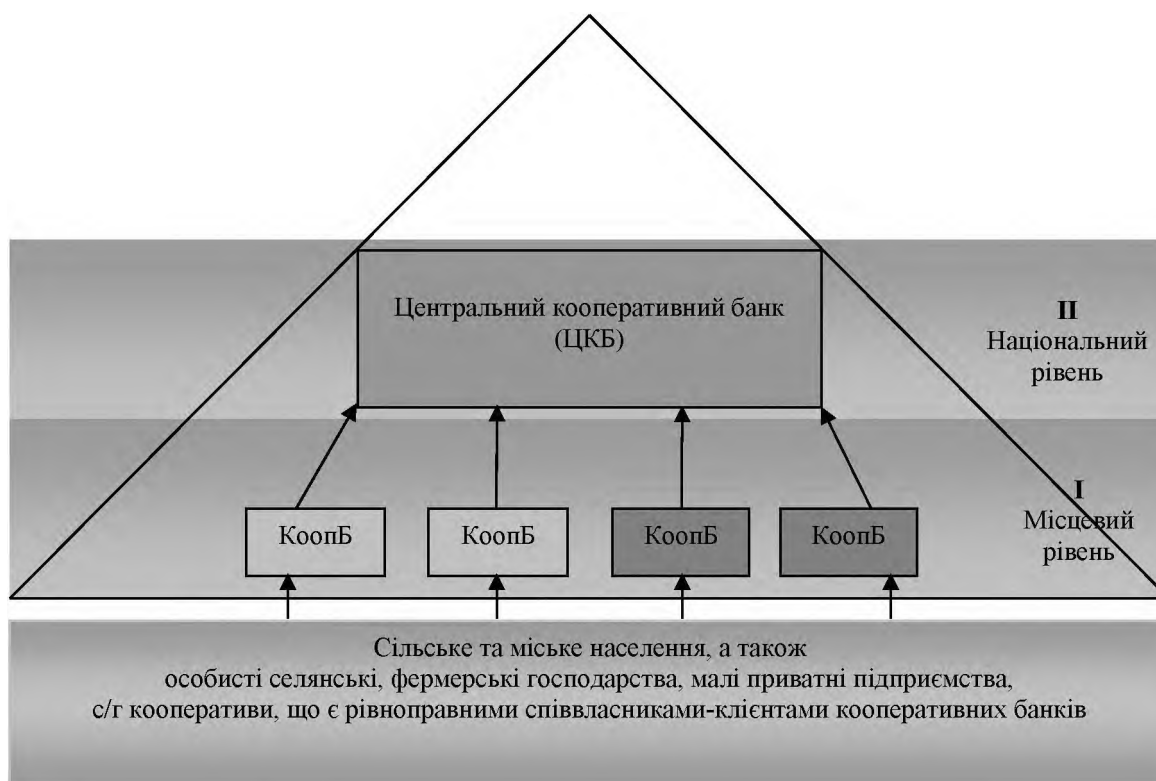 Центральний кооперативний банк
(ЦКБ)
II
Національний
рівень
I
Місцевий
рівень
КоопБ
КоопБ
КоопБ
КоопБ
Сільське та міське населення, а також
особисті селянські, фермерські господарства, малі приватні підприємства,
с/г кооперативи, що є рівноправними співвласниками-клієнтами кооперативних банків